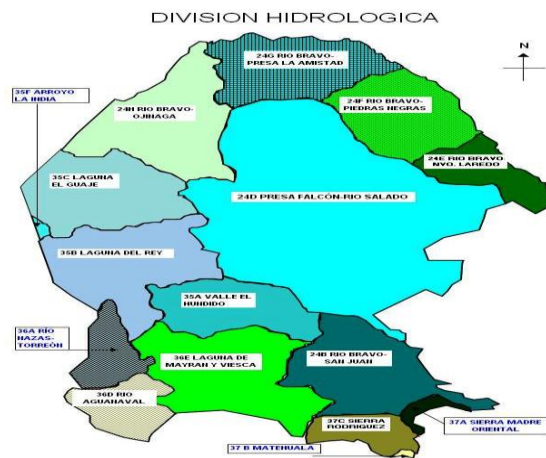 DIVISION HIDROLOGICA
N
24G RIO BRAVO-
PRESA LA AMISTAD
35F ARROYO
LA INDIA
24H RIO BRAVO-
OJINAGA
24F RIO BRAVO-
PIEDRAS NEGRAS
24E RIO BRAVO-
NVO. LAREDO
35C LAGUNA
EL GUAJE
24D PRESA FALCÓN-RIO SALADO
35B LAGUNA DEL REY
35A VALLE EL
HUNDIDO
36A RÍO
NAZAS-
TORREÓN
36E LAGUNA DE
MAYRAN Y VIESCA
24B RIO BRAVO-
SAN JUAN
36D RIO
AGUANAVAL
37C SIERRA
RODRIGUEZ
37A SIERRA MADRE
ORIENTAL
37 B MATEHUALA